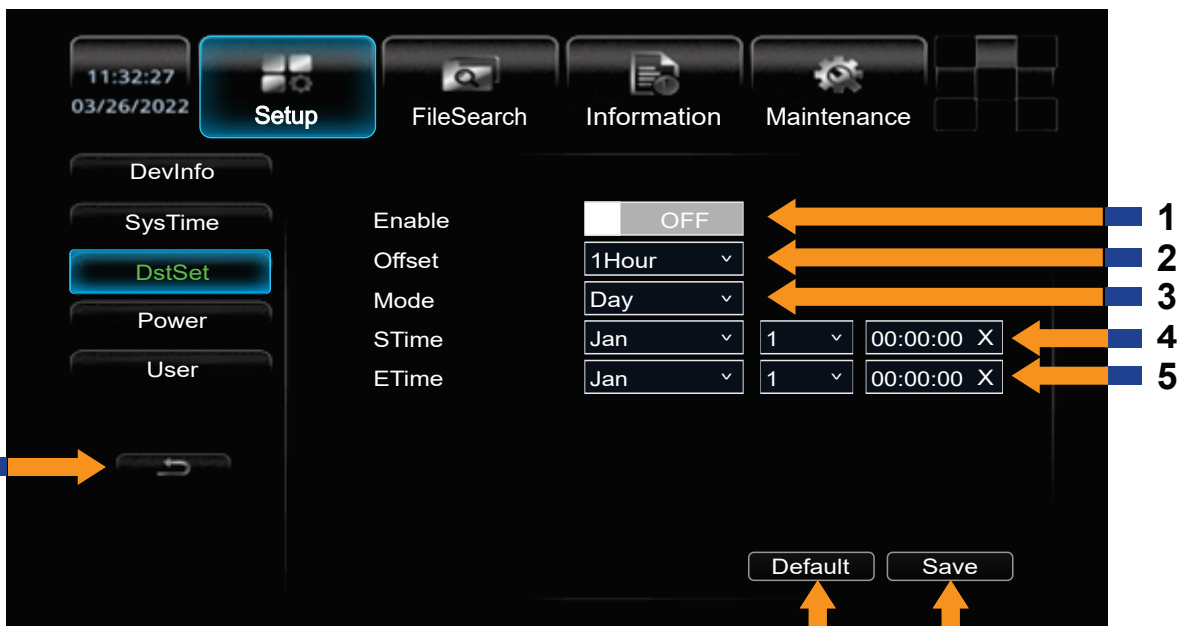 11:32:27
03/26/2022
Setup
FileSearch
Information
Maintenance
DevInfo
SysTime
DstSet
Power
User
Enable OFF 1
Offset 1Hour 2
Mode Day 3
STime Jan 1 00:00:00 X 4
ETime Jan 1 00:00:00 X 5
Default Save